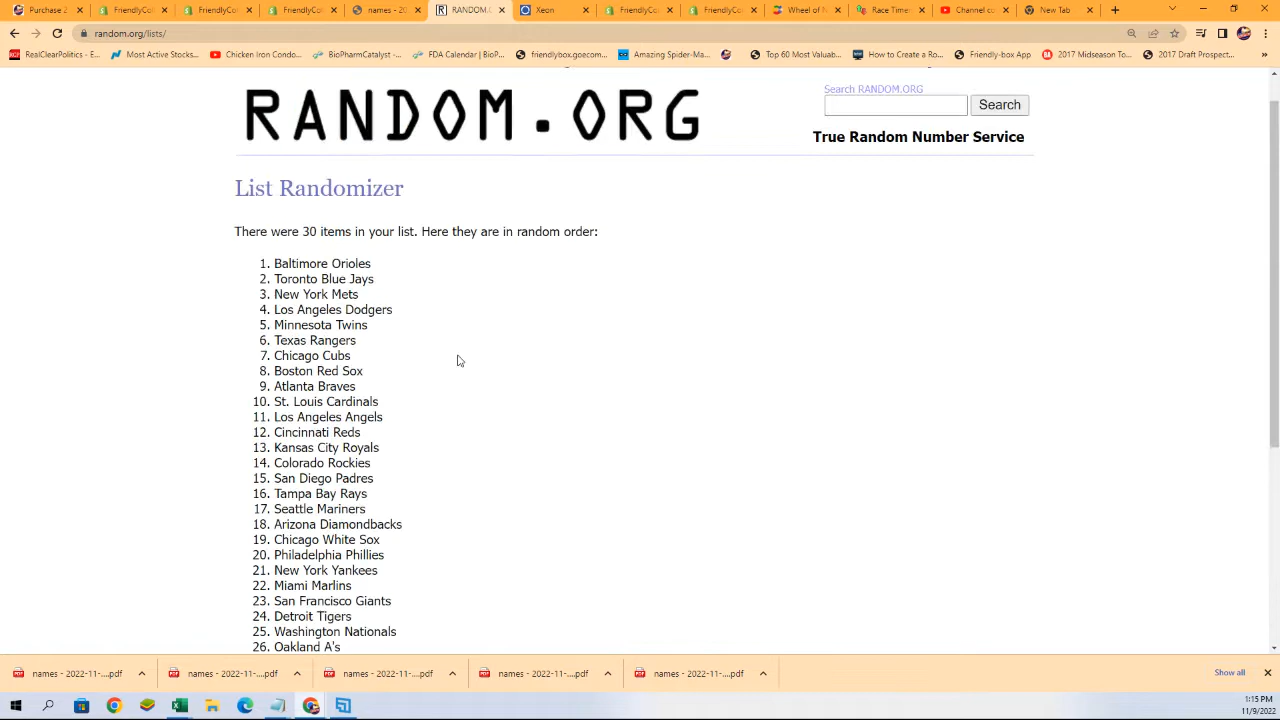 Purchase 2
FriendlyCo
FriendlyCo
FriendlyCo
names - 20
RANDOM.O
Xeon
FriendlyCo
FriendlyCo
Wheel of N
Race Timer
Channel co
New Tab
random.org/lists/
RealClearPolitics - E...
Most Active Stocks...
Chicken Iron Condo...
BioPharmCatalyst -...
FDA Calendar | BioP...
friendlybox.goecom...
Amazing Spider-Ma...
Top 60 Most Valuab...
How to Create a Ro...
Friendly-box App
2017 Midseason To...
2017 Draft Prospect...
RANDOM.ORG
Search RANDOM.ORG
Search
True Random Number Service
List Randomizer
There were 30 items in your list. Here they are in random order:
1. Baltimore Orioles
2. Toronto Blue Jays
3. New York Mets
4. Los Angeles Dodgers
5. Minnesota Twins
6. Texas Rangers
7. Chicago Cubs
8. Boston Red Sox
9. Atlanta Braves
10. St. Louis Cardinals
11. Los Angeles Angels
12. Cincinnati Reds
13. Kansas City Royals
14. Colorado Rockies
15. San Diego Padres
16. Tampa Bay Rays
17. Seattle Mariners
18. Arizona Diamondbacks
19. Chicago White Sox
20. Philadelphia Phillies
21. New York Yankees
22. Miami Marlins
23. San Francisco Giants
24. Detroit Tigers
25. Washington Nationals
26. Oakland A's
names - 2022-11-....pdf
names - 2022-11-....pdf
names - 2022-11-....pdf
names - 2022-11-....pdf
names - 2022-11-....pdf
Show all
1:15 PM
11/9/2022